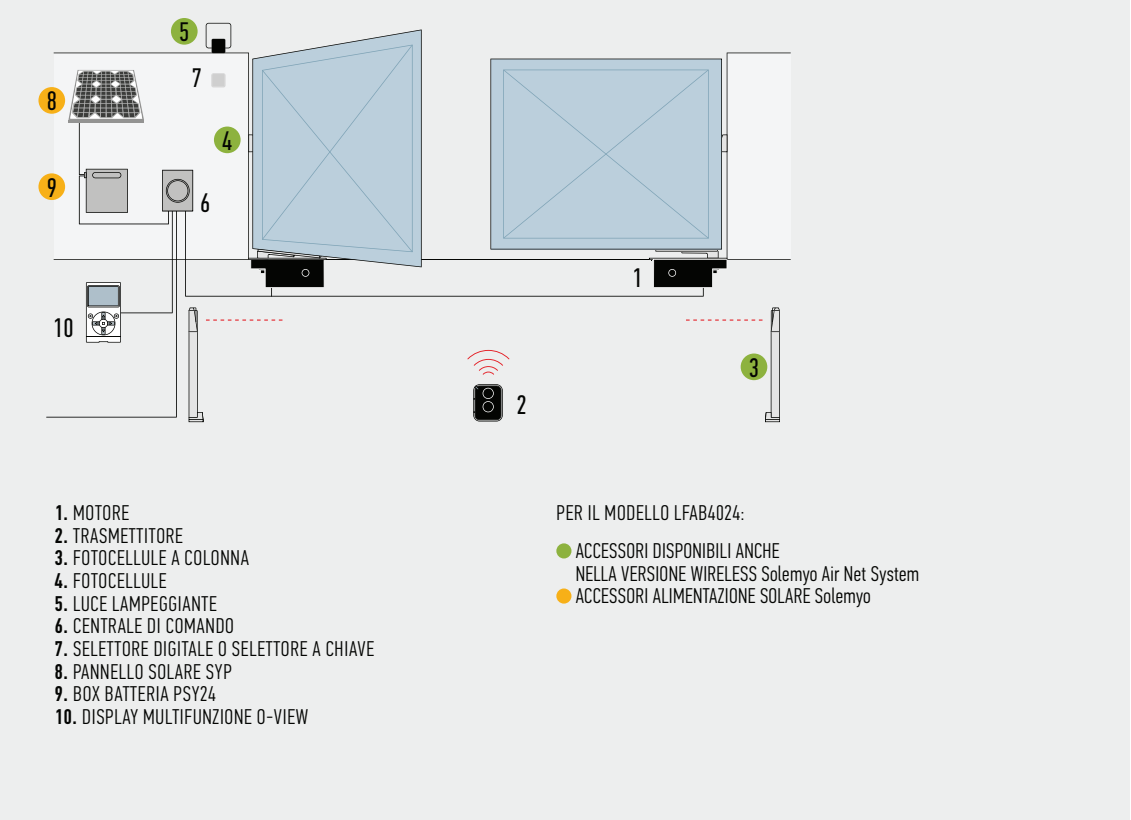 5
7
8
4
9
6
1
10
3
2
1. MOTORE
2. TRASMETTITORE
3. FOTOCELLULE A COLONNA
4. FOTOCELLULE
5. LUCE LAMPEGGIANTE
6. CENTRALE DI COMANDO
7. SELETTORE DIGITALE O SELETTORE A CHIAVE
8. PANNELLO SOLARE SYP
9. BOX BATTERIA PSY24
10. DISPLAY MULTIFUNZIONE O-VIEW
PER IL MODELLO LFAB4024:
ACCESSORI DISPONIBILI ANCHE
NELLA VERSIONE WIRELESS Solemyo Air Net System
ACCESSORI ALIMENTAZIONE SOLARE Solemyo